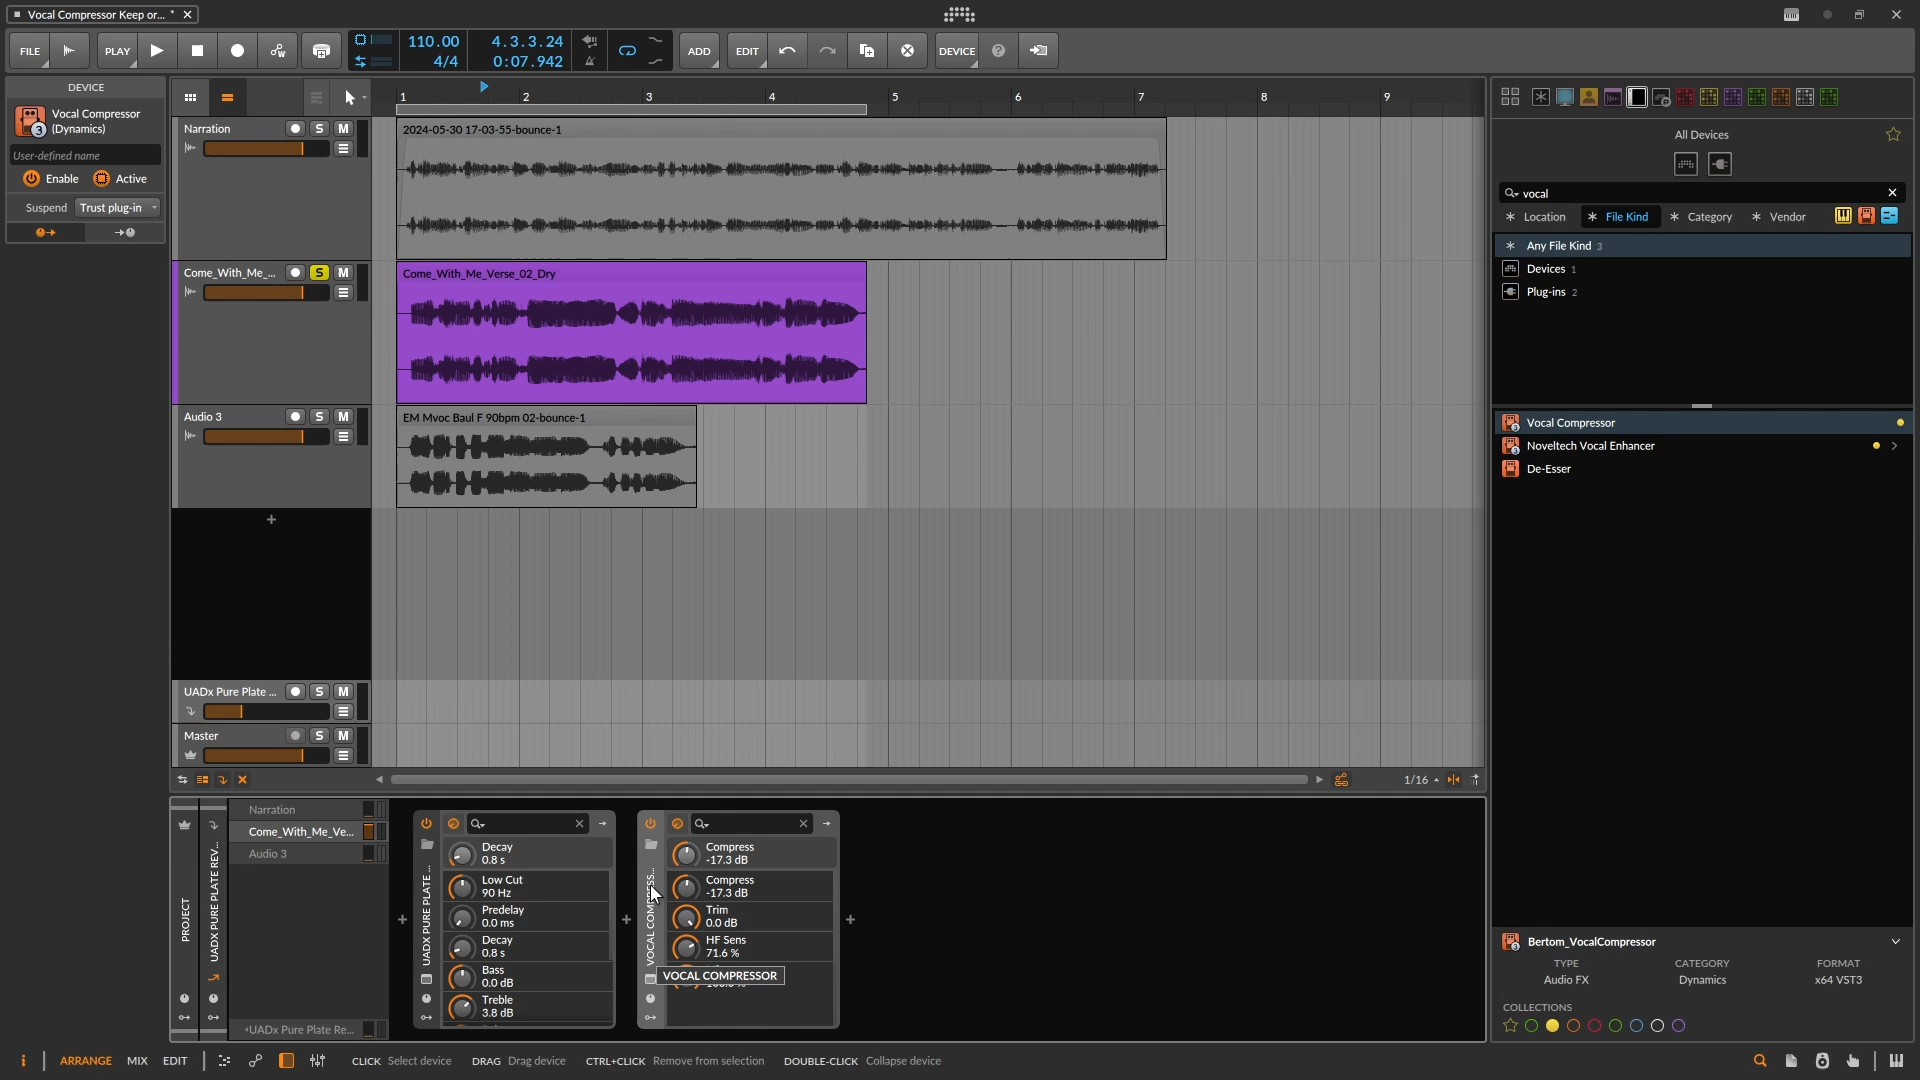 Vocal Compressor Keep or... *
FILE
PLAY
110.00
4/4
4.3.3.24
0:07.942
ADD
EDIT
DEVICE
DEVICE
Vocal Compressor
(Dynamics)
User-defined name
Enable
Active
Suspend
Trust plug-in
1 2 3 4 5 6 7 8 9
Narration
S M
2024-05-30 17-03-55-bounce-1
Come_With_Me_...
S M
Come_With_Me_Verse_02_Dry
Audio 3
S M
EM Mvoc Baul F 90bpm 02-bounce-1
UADx Pure Plate ...
S M
Master
S M
1/16
All Devices
vocal
Location
File Kind
Category
Vendor
Any File Kind 3
Devices 1
Plug-ins 2
Vocal Compressor
Noveltech Vocal Enhancer
De-Esser
Bertom_VocalCompressor
TYPE CATEGORY FORMAT
Audio FX Dynamics x64 VST3
COLLECTIONS
PROJECT
UADX PURE PLATE REV...
Narration
Come_With_Me_Ve...
Audio 3
UADx Pure Plate Re...
UADX PURE PLATE ...
Decay
0.8 s
Low Cut
90 Hz
Predelay
0.0 ms
Decay
0.8 s
Bass
0.0 dB
Treble
3.8 dB
Compress
-17.3 dB
Compress
-17.3 dB
Trim
0.0 dB
HF Sens
71.6 %
VOCAL COMPRESSOR
ARRANGE MIX EDIT
CLICK Select device DRAG Drag device CTRL+CLICK Remove from selection DOUBLE-CLICK Collapse device